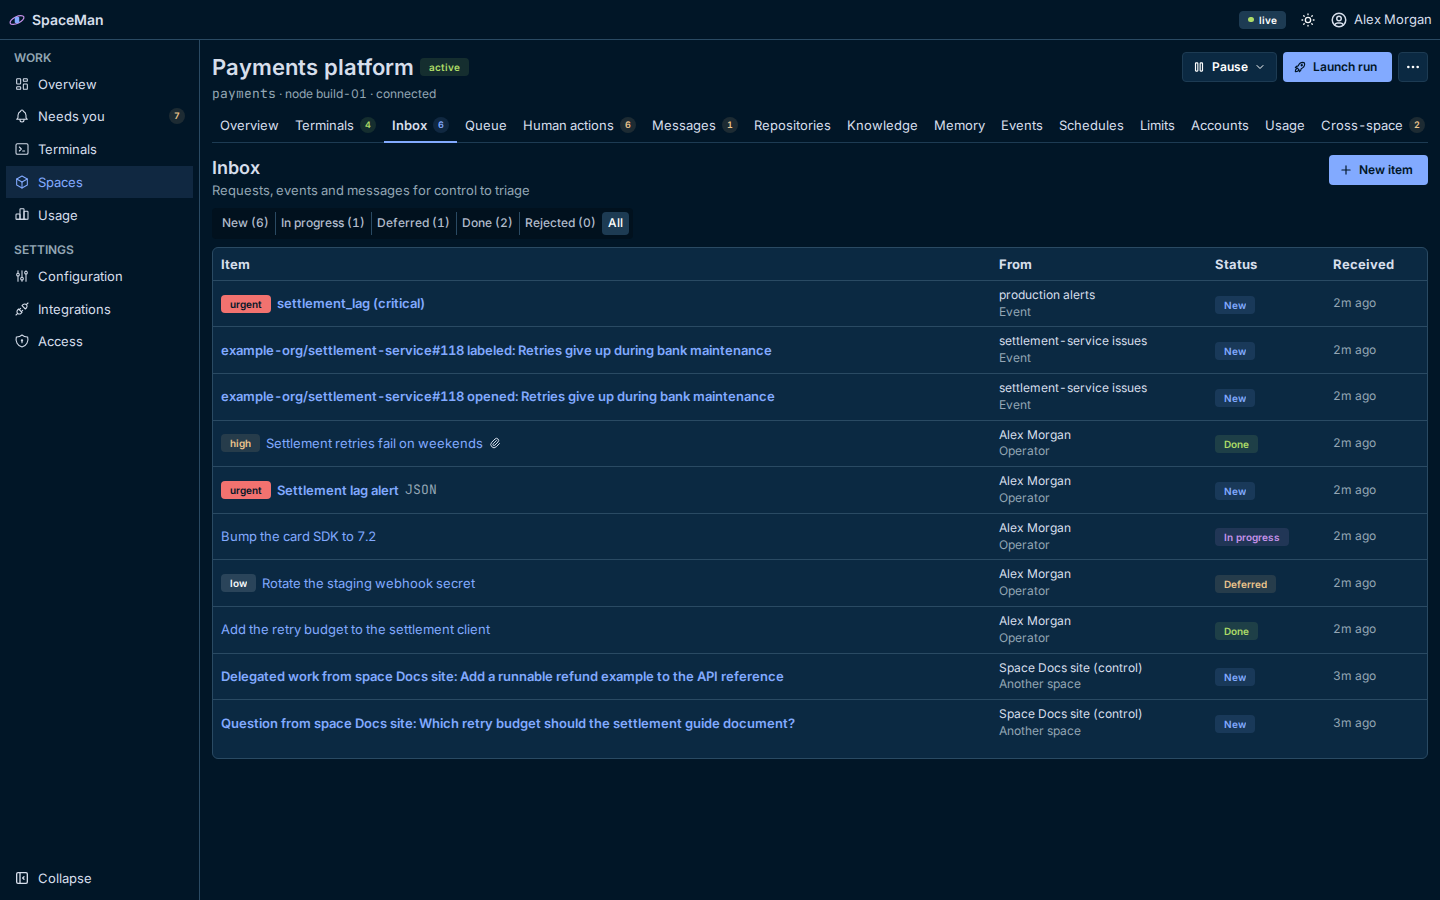 SpaceMan
live
Alex Morgan
WORK
Overview
Needs you 7
Terminals
Spaces
Usage
SETTINGS
Configuration
Integrations
Access
Collapse
Payments platform active
payments · node build-01 · connected
Pause
Launch run
Overview Terminals 4 Inbox 6 Queue Human actions 6 Messages 1 Repositories Knowledge Memory Events Schedules Limits Accounts Usage Cross-space 2
Inbox
Requests, events and messages for control to triage
New item
New (6) In progress (1) Deferred (1) Done (2) Rejected (0) All
Item From Status Received
urgent settlement_lag (critical) production alerts New 2m ago
Event
example-org/settlement-service#118 labeled: Retries give up during bank maintenance settlement-service issues New 2m ago
Event
example-org/settlement-service#118 opened: Retries give up during bank maintenance settlement-service issues New 2m ago
Event
high Settlement retries fail on weekends Alex Morgan Done 2m ago
Operator
urgent Settlement lag alert JSON Alex Morgan New 2m ago
Operator
Bump the card SDK to 7.2 Alex Morgan In progress 2m ago
Operator
low Rotate the staging webhook secret Alex Morgan Deferred 2m ago
Operator
Add the retry budget to the settlement client Alex Morgan Done 2m ago
Operator
Delegated work from space Docs site: Add a runnable refund example to the API reference Space Docs site (control) New 3m ago
Another space
Question from space Docs site: Which retry budget should the settlement guide document? Space Docs site (control) New 3m ago
Another space